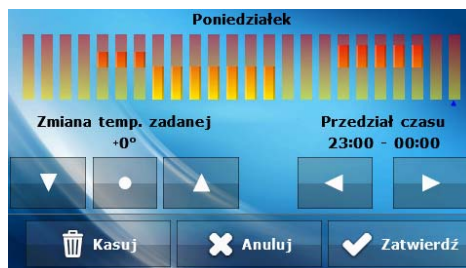 Poniedziałek
Zmiana temp. zadanej
Przedział czasu
+0°
23:00 - 00:00
Kasuj
Anuluj
Zatwierdź